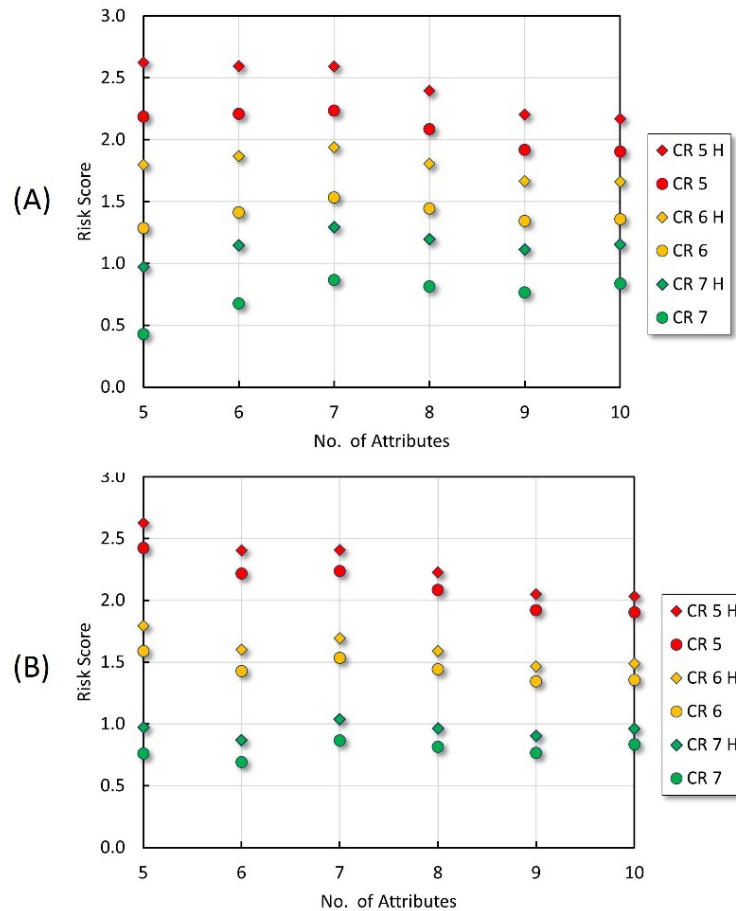 (A)
Risk Score
3.0
2.5
2.0
1.5
1.0
0.5
0.0
5 6 7 8 9 10
No. of Attributes
CR 5 H
CR 5
CR 6 H
CR 6
CR 7 H
CR 7
(B)
Risk Score
3.0
2.5
2.0
1.5
1.0
0.5
0.0
5 6 7 8 9 10
No. of Attributes
CR 5 H
CR 5
CR 6 H
CR 6
CR 7 H
CR 7